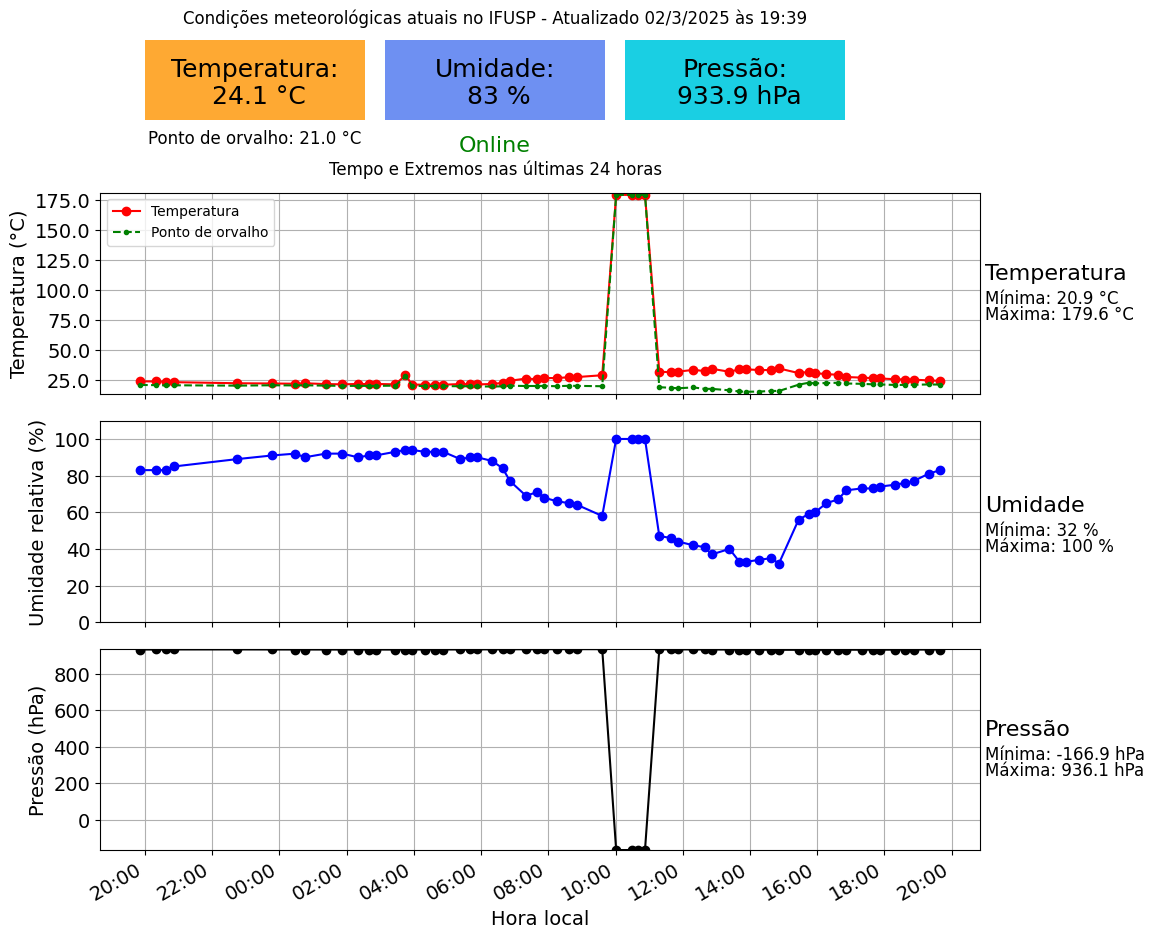 Condições meteorológicas atuais no IFUSP - Atualizado 02/3/2025 às 19:39
Temperatura:
24.1 °C
Umidade:
83 %
Pressão:
933.9 hPa
Ponto de orvalho: 21.0 °C
Online
Tempo e Extremos nas últimas 24 horas
Temperatura (°C)
175.0
150.0
125.0
100.0
75.0
50.0
25.0
Temperatura
Ponto de orvalho
Temperatura
Mínima: 20.9 °C
Máxima: 179.6 °C
Umidade relativa (%)
100
80
60
40
20
0
Umidade
Mínima: 32 %
Máxima: 100 %
Pressão (hPa)
800
600
400
200
0
Pressão
Mínima: -166.9 hPa
Máxima: 936.1 hPa
20:00 22:00 00:00 02:00 04:00 06:00 08:00 10:00 12:00 14:00 16:00 18:00 20:00
Hora local